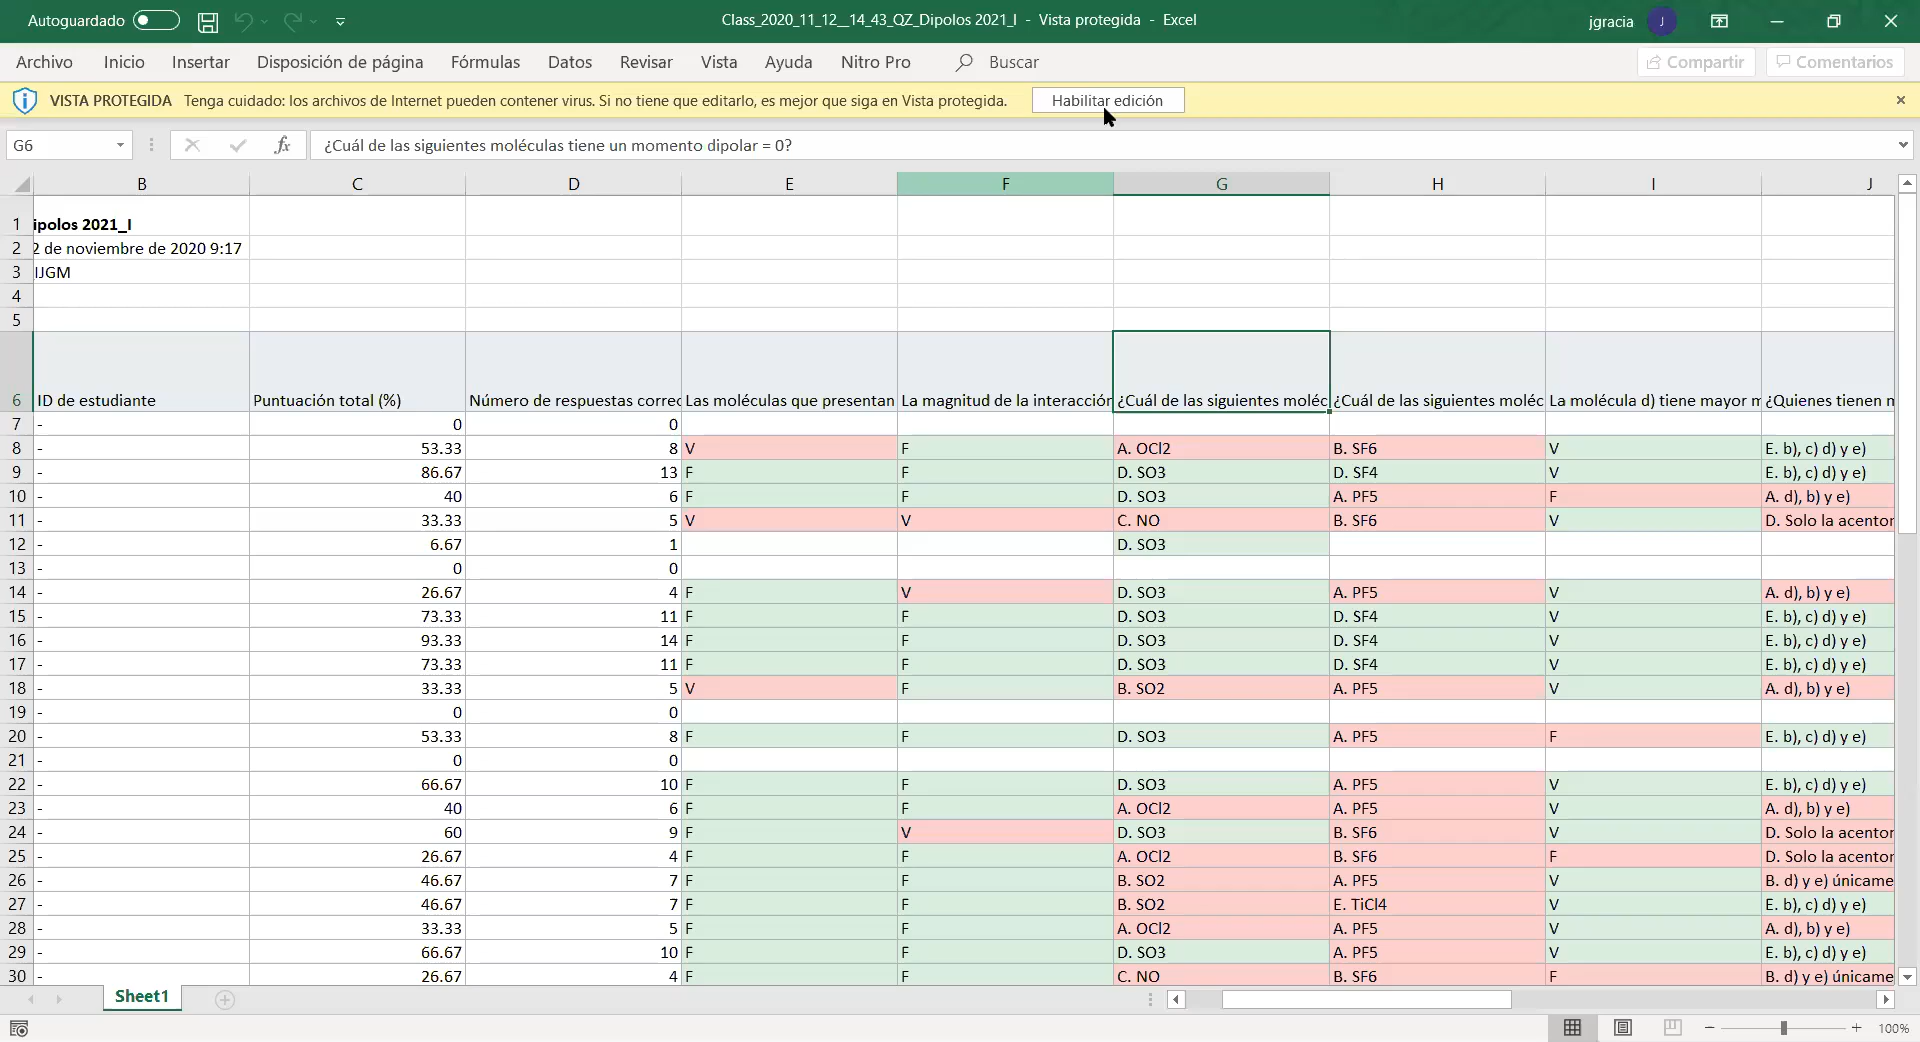 Autoguardado
Class_2020_11_12__14_43_QZ_Dipolos 2021_I - Vista protegida - Excel
jgracia J
Archivo Inicio Insertar Disposición de página Fórmulas Datos Revisar Vista Ayuda Nitro Pro Buscar Compartir Comentarios
VISTA PROTEGIDA Tenga cuidado: los archivos de Internet pueden contener virus. Si no tiene que editarlo, es mejor que siga en Vista protegida. Habilitar edición
G6 fx ¿Cuál de las siguientes moléculas tiene un momento dipolar = 0?
B C D E F G H I J
1 ipolos 2021_I
2 2 de noviembre de 2020 9:17
3 IJGM
4
5
6 ID de estudiante Puntuación total (%) Número de respuestas correc Las moléculas que presentan La magnitud de la interacción ¿Cuál de las siguientes moléc ¿Cuál de las siguientes moléc La molécula d) tiene mayor m ¿Quienes tienen m
7 - 0 0
8 - 53.33 8 V F A. OCl2 B. SF6 V E. b), c) d) y e)
9 - 86.67 13 F F D. SO3 D. SF4 V E. b), c) d) y e)
10 - 40 6 F F D. SO3 A. PF5 F A. d), b) y e)
11 - 33.33 5 V V C. NO B. SF6 V D. Solo la acenton
12 - 6.67 1 D. SO3
13 - 0 0
14 - 26.67 4 F V D. SO3 A. PF5 V A. d), b) y e)
15 - 73.33 11 F F D. SO3 D. SF4 V E. b), c) d) y e)
16 - 93.33 14 F F D. SO3 D. SF4 V E. b), c) d) y e)
17 - 73.33 11 F F D. SO3 D. SF4 V E. b), c) d) y e)
18 - 33.33 5 V F B. SO2 A. PF5 V A. d), b) y e)
19 - 0 0
20 - 53.33 8 F F D. SO3 A. PF5 F E. b), c) d) y e)
21 - 0 0
22 - 66.67 10 F F D. SO3 A. PF5 V E. b), c) d) y e)
23 - 40 6 F F A. OCl2 A. PF5 V A. d), b) y e)
24 - 60 9 F V D. SO3 B. SF6 V D. Solo la acenton
25 - 26.67 4 F F A. OCl2 B. SF6 F D. Solo la acenton
26 - 46.67 7 F F B. SO2 A. PF5 V B. d) y e) únicame
27 - 46.67 7 F F B. SO2 E. TiCl4 V E. b), c) d) y e)
28 - 33.33 5 F F A. OCl2 A. PF5 V A. d), b) y e)
29 - 66.67 10 F F D. SO3 A. PF5 V E. b), c) d) y e)
30 - 26.67 4 F F C. NO B. SF6 F B. d) y e) únicame
Sheet1
100%